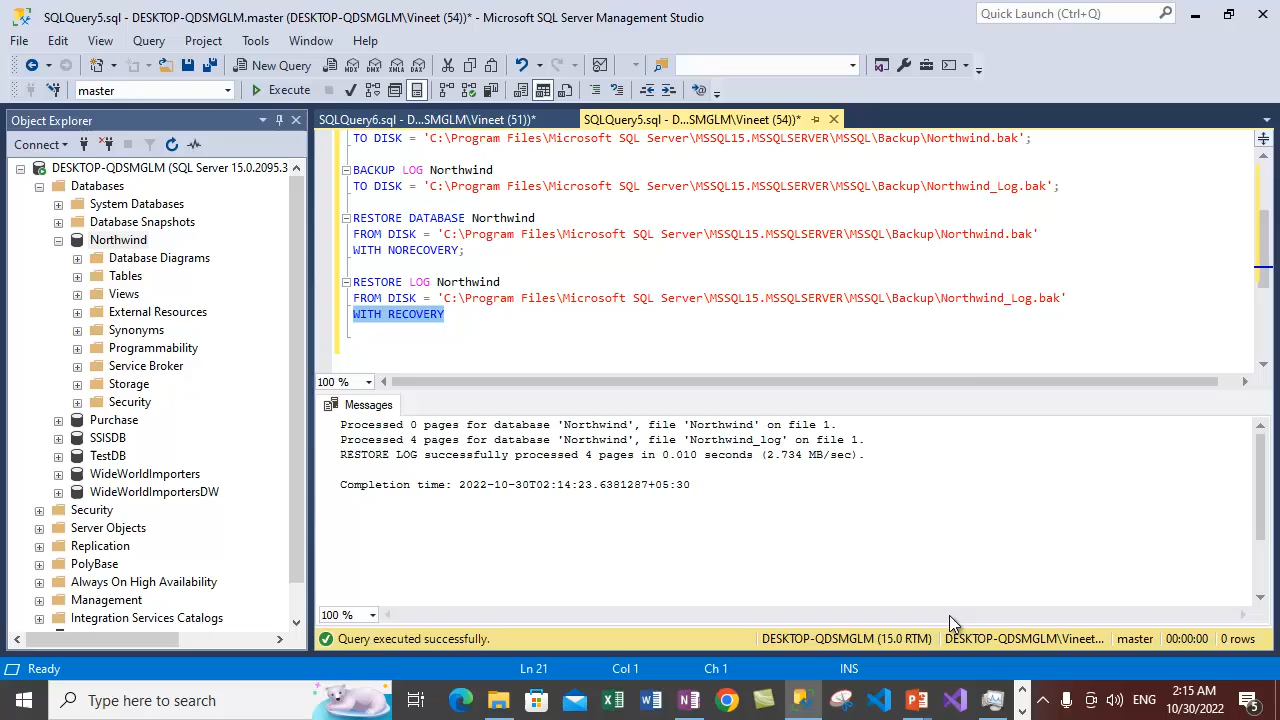 SQLQuery5.sql - DESKTOP-QDSMGLM.master (DESKTOP-QDSMGLM\Vineet (54))* - Microsoft SQL Server Management Studio
Quick Launch (Ctrl+Q)
File Edit View Query Project Tools Window Help
New Query
MDX DMX XMLA DAX
master
Execute
Object Explorer
SQLQuery6.sql - D...SMGLM\Vineet (51))*
SQLQuery5.sql - D...SMGLM\Vineet (54))*
Connect
DESKTOP-QDSMGLM (SQL Server 15.0.2095.3
Databases
System Databases
Database Snapshots
Northwind
Database Diagrams
Tables
Views
External Resources
Synonyms
Programmability
Service Broker
Storage
Security
Purchase
SSISDB
TestDB
WideWorldImporters
WideWorldImportersDW
Security
Server Objects
Replication
PolyBase
Always On High Availability
Management
Integration Services Catalogs
TO DISK = 'C:\Program Files\Microsoft SQL Server\MSSQL15.MSSQLSERVER\MSSQL\Backup\Northwind.bak';
BACKUP LOG Northwind
TO DISK = 'C:\Program Files\Microsoft SQL Server\MSSQL15.MSSQLSERVER\MSSQL\Backup\Northwind_Log.bak';
RESTORE DATABASE Northwind
FROM DISK = 'C:\Program Files\Microsoft SQL Server\MSSQL15.MSSQLSERVER\MSSQL\Backup\Northwind.bak'
WITH NORECOVERY;
RESTORE LOG Northwind
FROM DISK = 'C:\Program Files\Microsoft SQL Server\MSSQL15.MSSQLSERVER\MSSQL\Backup\Northwind_Log.bak'
WITH RECOVERY
100 %
Messages
Processed 0 pages for database 'Northwind', file 'Northwind' on file 1.
Processed 4 pages for database 'Northwind', file 'Northwind_log' on file 1.
RESTORE LOG successfully processed 4 pages in 0.010 seconds (2.734 MB/sec).
Completion time: 2022-10-30T02:14:23.6381287+05:30
100 %
Query executed successfully.
DESKTOP-QDSMGLM (15.0 RTM) DESKTOP-QDSMGLM\Vineet... master 00:00:00 0 rows
Ready Ln 21 Col 1 Ch 1 INS
Type here to search
ENG
2:15 AM
10/30/2022
5